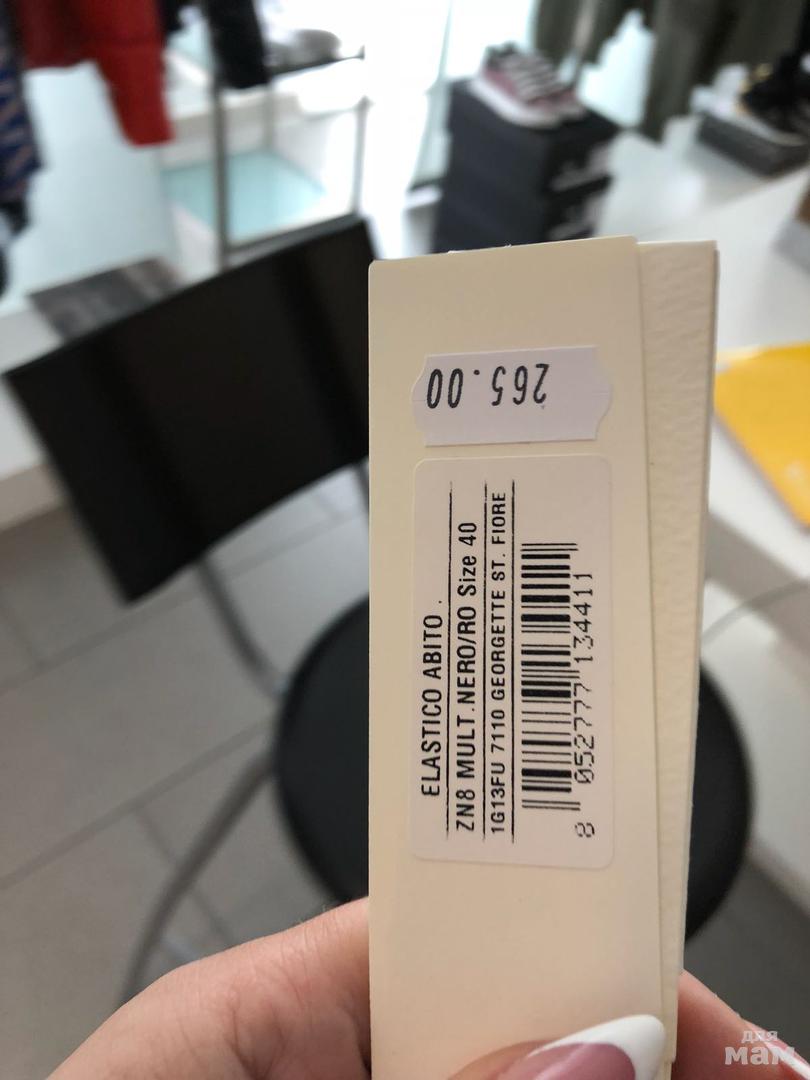 265.00
ELASTICO ABITO .
ZN8 MULT.NERO/RO Size 40
1G13FU 7110 GEORGETTE ST. FIORE
8 052777 134411
для
мам